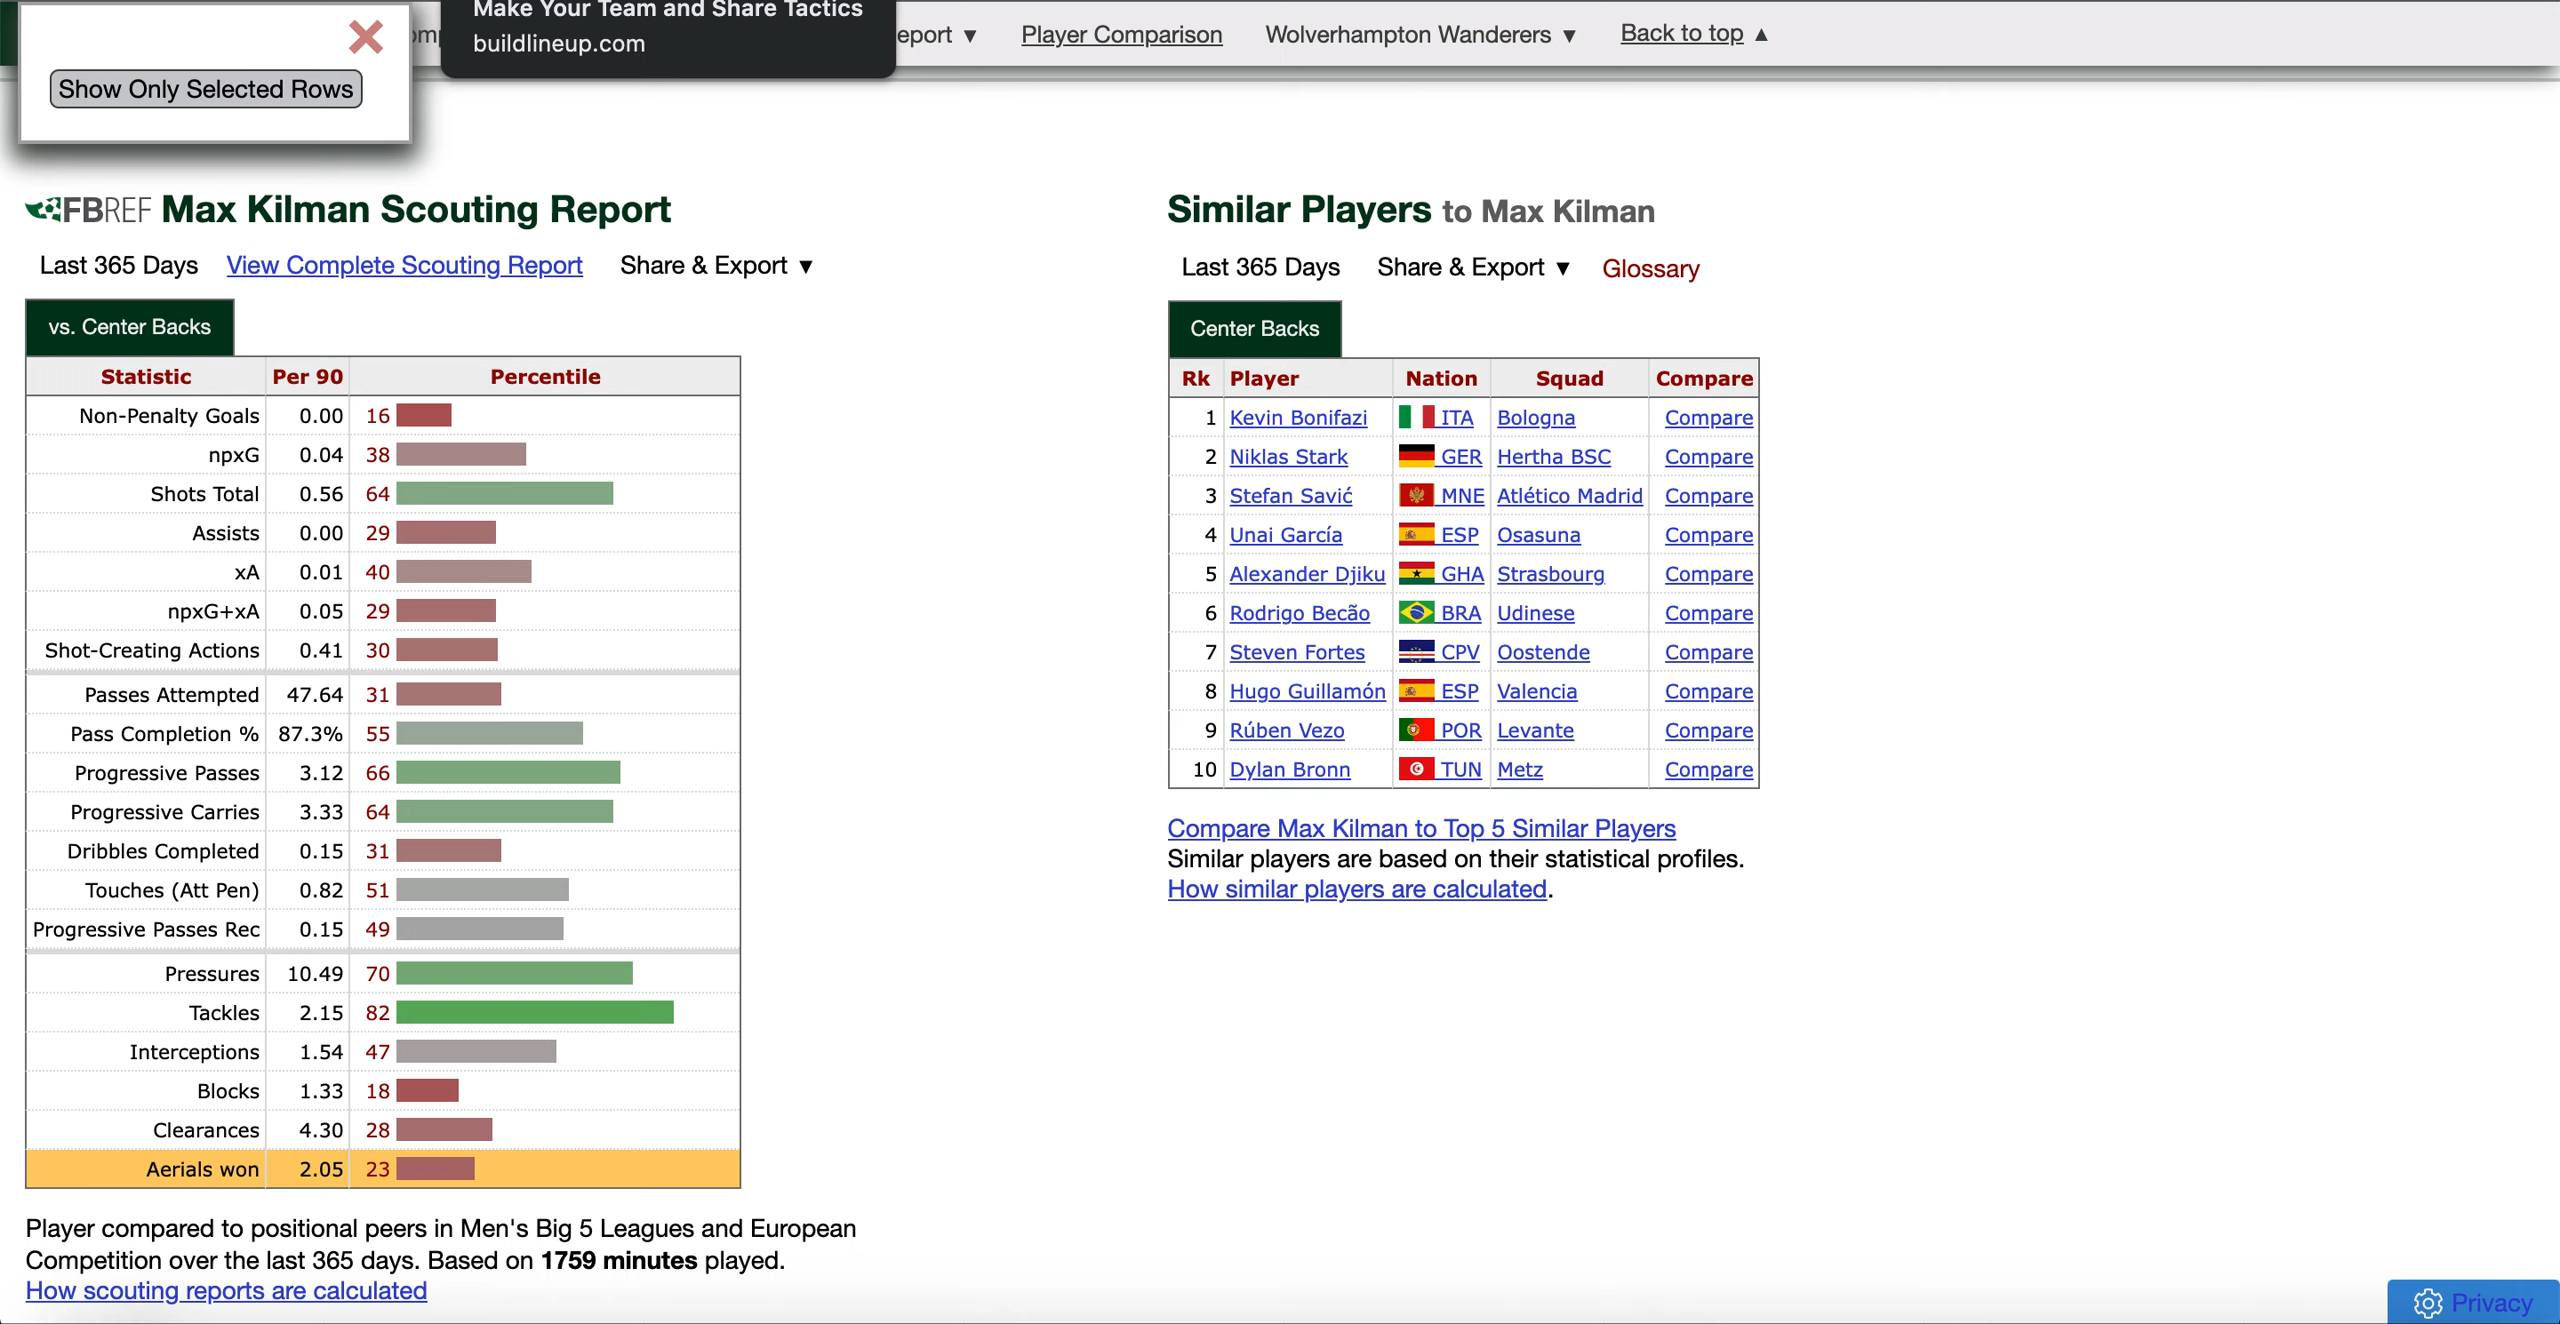 Make Your Team and Share Tactics
buildlineup.com
eport ▼ Player Comparison Wolverhampton Wanderers ▼ Back to top ▲
Show Only Selected Rows
FBREF Max Kilman Scouting Report
Last 365 Days View Complete Scouting Report Share & Export ▼
vs. Center Backs
Statistic Per 90 Percentile
Non-Penalty Goals 0.00 16
npxG 0.04 38
Shots Total 0.56 64
Assists 0.00 29
xA 0.01 40
npxG+xA 0.05 29
Shot-Creating Actions 0.41 30
Passes Attempted 47.64 31
Pass Completion % 87.3% 55
Progressive Passes 3.12 66
Progressive Carries 3.33 64
Dribbles Completed 0.15 31
Touches (Att Pen) 0.82 51
Progressive Passes Rec 0.15 49
Pressures 10.49 70
Tackles 2.15 82
Interceptions 1.54 47
Blocks 1.33 18
Clearances 4.30 28
Aerials won 2.05 23
Player compared to positional peers in Men's Big 5 Leagues and European
Competition over the last 365 days. Based on 1759 minutes played.
How scouting reports are calculated
Similar Players to Max Kilman
Last 365 Days Share & Export ▼ Glossary
Center Backs
Rk Player Nation Squad Compare
1 Kevin Bonifazi ITA Bologna Compare
2 Niklas Stark GER Hertha BSC Compare
3 Stefan Savić MNE Atlético Madrid Compare
4 Unai García ESP Osasuna Compare
5 Alexander Djiku GHA Strasbourg Compare
6 Rodrigo Becão BRA Udinese Compare
7 Steven Fortes CPV Oostende Compare
8 Hugo Guillamón ESP Valencia Compare
9 Rúben Vezo POR Levante Compare
10 Dylan Bronn TUN Metz Compare
Compare Max Kilman to Top 5 Similar Players
Similar players are based on their statistical profiles.
How similar players are calculated.
Privacy